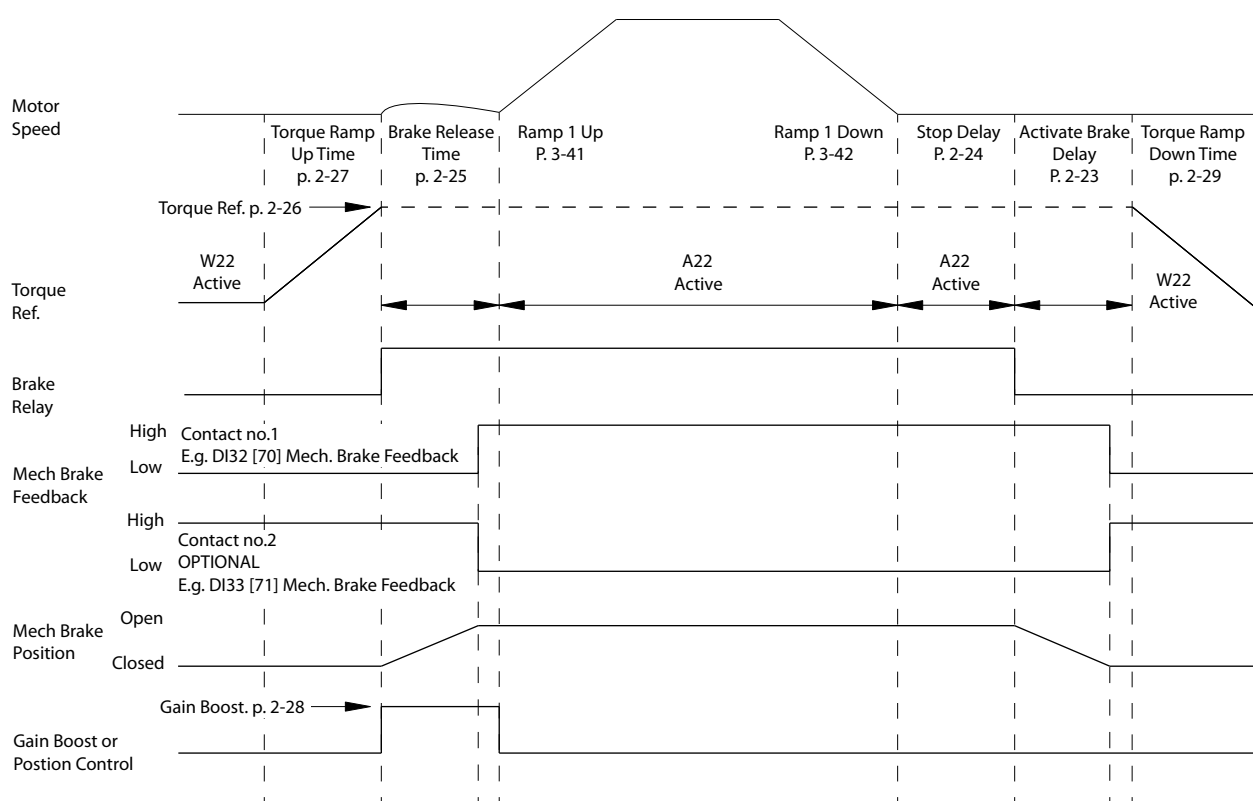 Motor
Speed
Torque Ramp
Up Time
p. 2-27
Brake Release
Time
p. 2-25
Ramp 1 Up
P. 3-41
Ramp 1 Down
P. 3-42
Stop Delay
P. 2-24
Activate Brake
Delay
P. 2-23
Torque Ramp
Down Time
p. 2-29
Torque Ref. p. 2-26
W22
Active
A22
Active
A22
Active
W22
Active
Torque
Ref.
Brake
Relay
High
Contact no.1
E.g. DI32 [70] Mech. Brake Feedback
Low
Mech Brake
Feedback
High
Contact no.2
Low
OPTIONAL
E.g. DI33 [71] Mech. Brake Feedback
Open
Mech Brake
Position
Closed
Gain Boost. p. 2-28
Gain Boost or
Postion Control